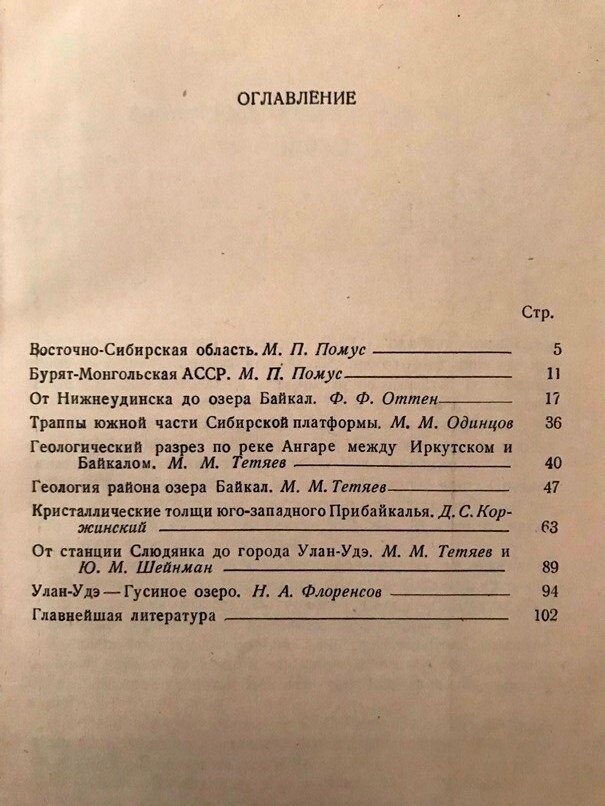 ОГЛАВЛЕНИЕ
Стр.
Восточно-Сибирская область. М. П. Помус — 5
Бурят-Монгольская АССР. М. П. Помус — 11
От Нижнеудинска до озера Байкал. Ф. Ф. Оттен — 17
Траппы южной части Сибирской платформы. М. М. Одинцов 36
Геологический разрез по реке Ангаре между Иркутском и
Байкалом. М. М. Тетяев — 40
Геология района озера Байкал. М. М. Тетяев — 47
Кристаллические толщи юго-западного Прибайкалья. Д. С. Кор-
жинский — 63
От станции Слюдянка до города Улан-Удэ. М. М. Тетяев и
Ю. М. Шейнман — 89
Улан-Удэ — Гусиное озеро. Н. А. Флоренсов — 94
Главнейшая литература — 102